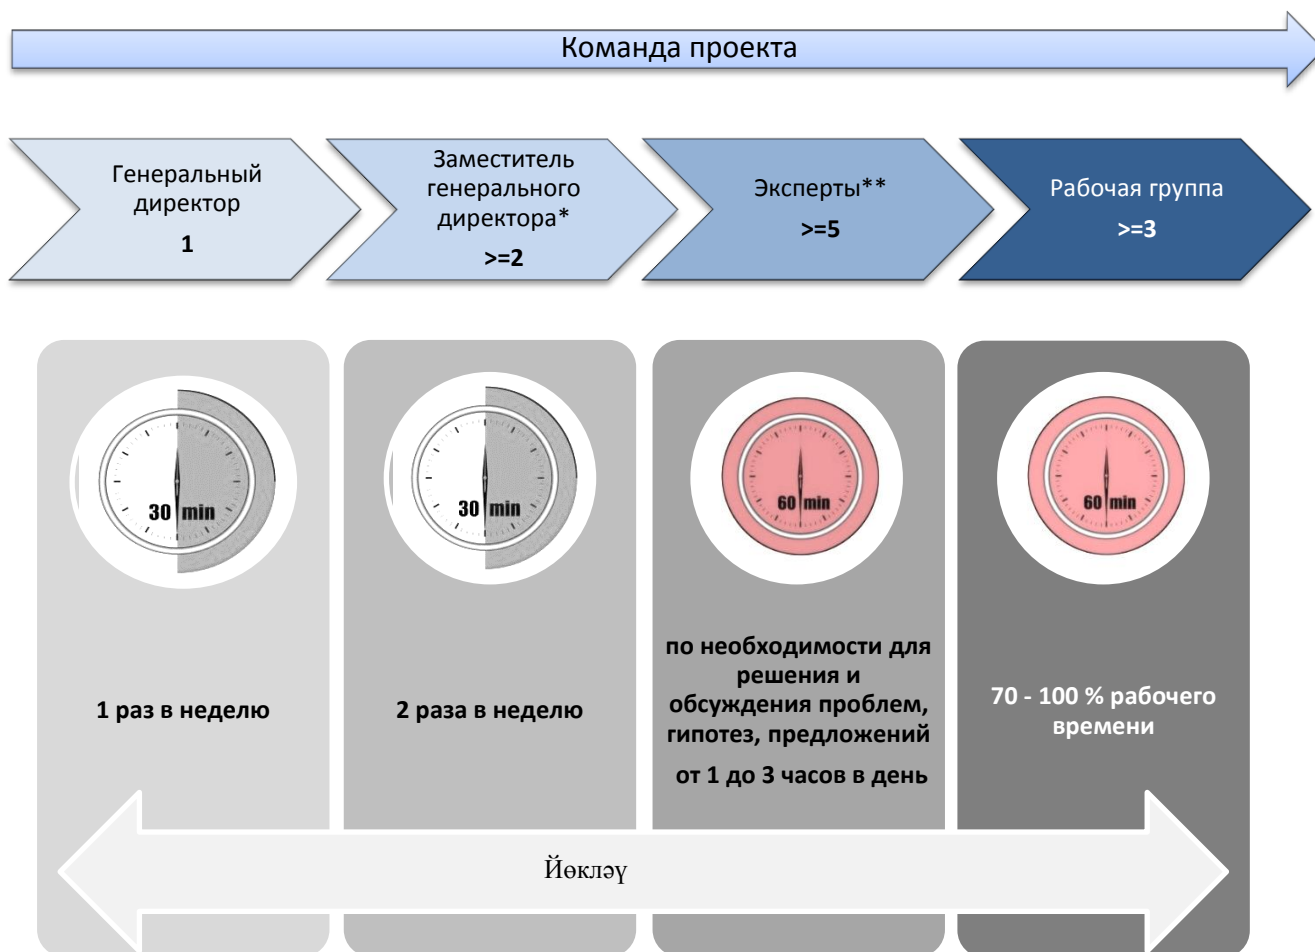 Команда проекта
Генеральный
директор
1
Заместитель
генерального
директора*
>=2
Эксперты**
>=5
Рабочая группа
>=3
30 min
30 min
60 min
60 min
1 раз в неделю
2 раза в неделю
по необходимости для
решения и
обсуждения проблем,
гипотез, предложений
от 1 до 3 часов в день
70 - 100 % рабочего
времени
Йөкләү